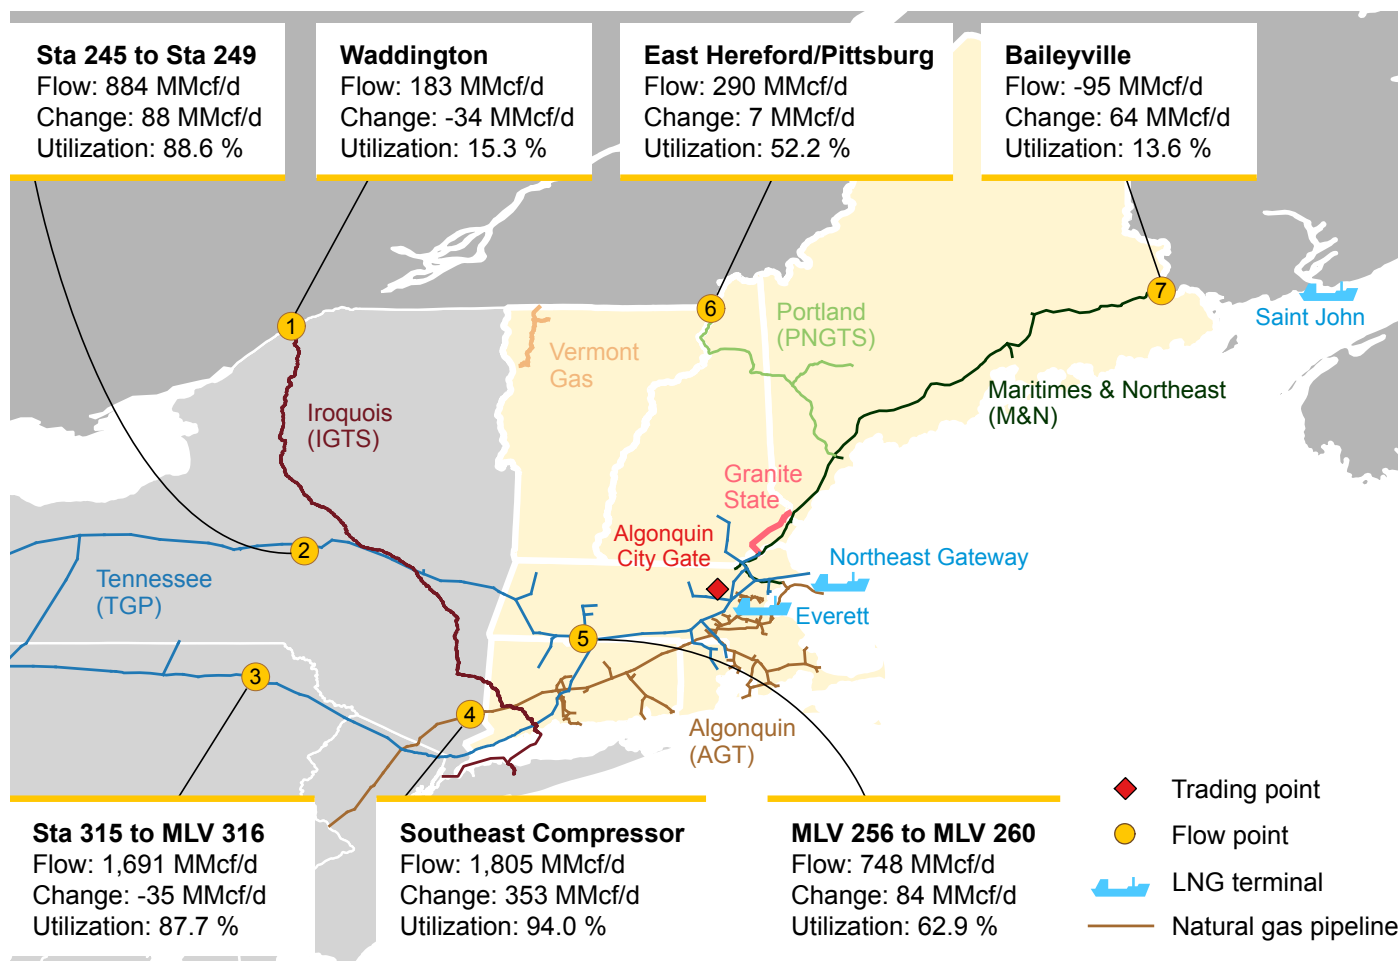 Sta 245 to Sta 249
Flow: 884 MMcf/d
Change: 88 MMcf/d
Utilization: 88.6 %
Waddington
Flow: 183 MMcf/d
Change: -34 MMcf/d
Utilization: 15.3 %
East Hereford/Pittsburg
Flow: 290 MMcf/d
Change: 7 MMcf/d
Utilization: 52.2 %
Baileyville
Flow: -95 MMcf/d
Change: 64 MMcf/d
Utilization: 13.6 %
1
6
7
Saint John
Vermont
Gas
Portland
(PNGTS)
Maritimes & Northeast
(M&N)
Iroquois
(IGTS)
Granite
State
Algonquin
City Gate
Northeast Gateway
Everett
2
Tennessee
(TGP)
5
3
4
Algonquin
(AGT)
Sta 315 to MLV 316
Flow: 1,691 MMcf/d
Change: -35 MMcf/d
Utilization: 87.7 %
Southeast Compressor
Flow: 1,805 MMcf/d
Change: 353 MMcf/d
Utilization: 94.0 %
MLV 256 to MLV 260
Flow: 748 MMcf/d
Change: 84 MMcf/d
Utilization: 62.9 %
Trading point
Flow point
LNG terminal
Natural gas pipeline